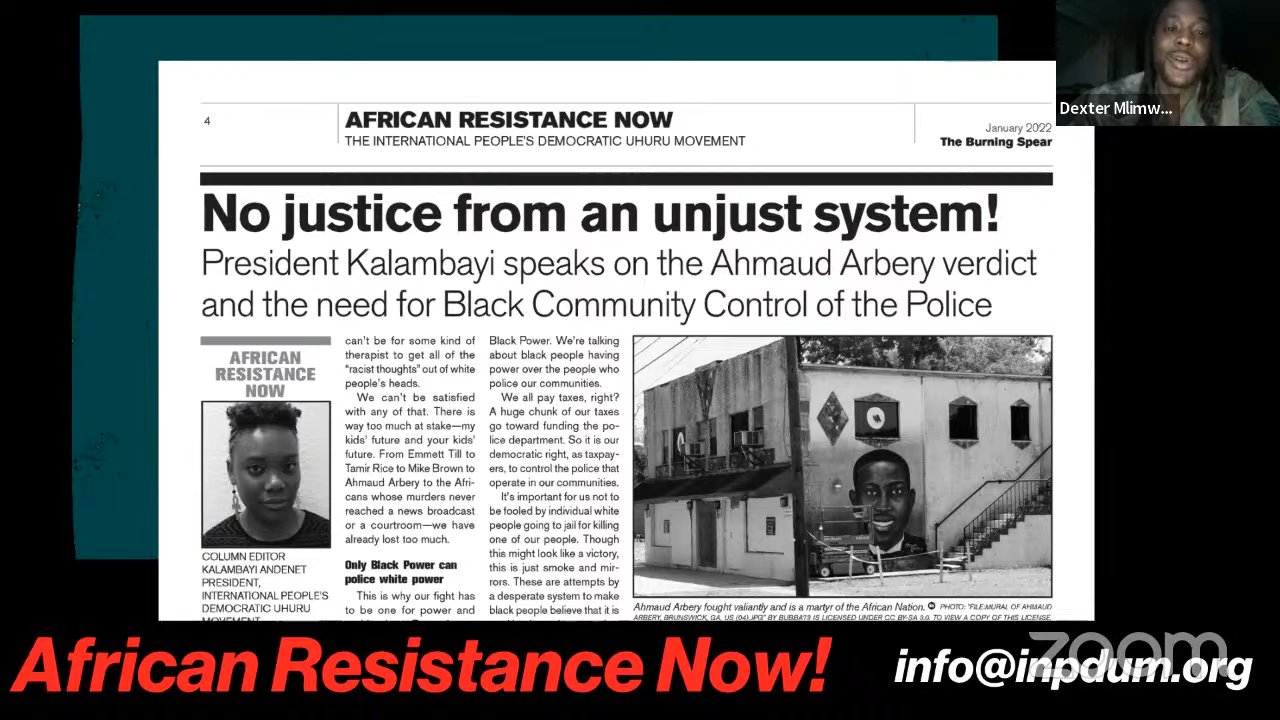 Dexter Mlimw...
4
AFRICAN RESISTANCE NOW
THE INTERNATIONAL PEOPLE'S DEMOCRATIC UHURU MOVEMENT
January 2022
The Burning Spear
No justice from an unjust system!
President Kalambayi speaks on the Ahmaud Arbery verdict
and the need for Black Community Control of the Police
AFRICAN
RESISTANCE
NOW
COLUMN EDITOR
KALAMBAYI ANDENET
PRESIDENT,
INTERNATIONAL PEOPLE'S
DEMOCRATIC UHURU
MOVEMENT
can't be for some kind of
therapist to get all of the
"racist thoughts" out of white
people's heads.
We can't be satisfied
with any of that. There is
way too much at stake—my
kids' future and your kids'
future. From Emmett Till to
Tamir Rice to Mike Brown to
Ahmaud Arbery to the Afri-
cans whose murders never
reached a news broadcast
or a courtroom—we have
already lost too much.
Only Black Power can
police white power
This is why our fight has
to be one for power and
Black Power. We're talking
about black people having
power over the people who
police our communities.
We all pay taxes, right?
A huge chunk of our taxes
go toward funding the po-
lice department. So it is our
democratic right, as taxpay-
ers, to control the police that
operate in our communities.
It's important for us not to
be fooled by individual white
people going to jail for killing
one of our people. Though
this might look like a victory,
this is just smoke and mir-
rors. These are attempts by
a desperate system to make
black people believe that it is
Ahmaud Arbery fought valiantly and is a martyr of the African Nation. PHOTO: "FILE:MURAL OF AHMAUD
ARBERY, BRUNSWICK, GA, US (04).JPG" BY BUBBA73 IS LICENSED UNDER CC BY-SA 3.0. TO VIEW A COPY OF THIS LICENSE,
African Resistance Now!
info@inpdum.org
zoom